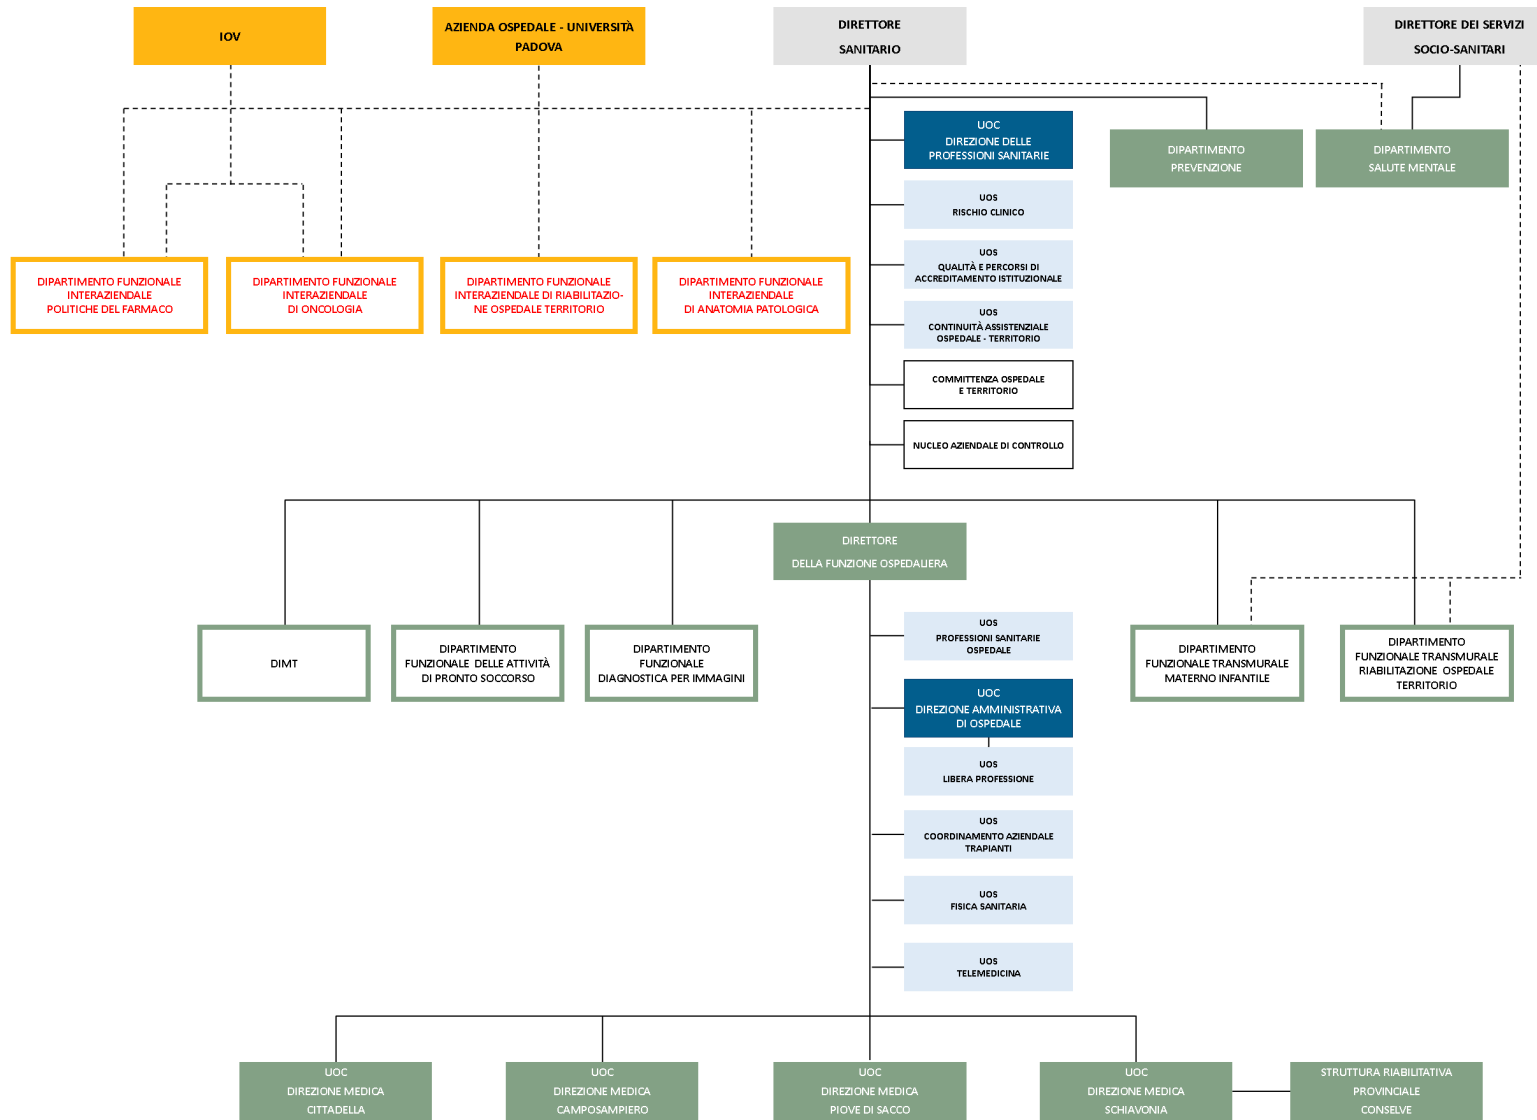 IOV
AZIENDA OSPEDALE - UNIVERSITÀ
PADOVA
DIRETTORE
SANITARIO
DIRETTORE DEI SERVIZI
SOCIO-SANITARI
UOC
DIREZIONE DELLE
PROFESSIONI SANITARIE
DIPARTIMENTO
PREVENZIONE
DIPARTIMENTO
SALUTE MENTALE
UOS
RISCHIO CLINICO
UOS
QUALITÀ E PERCORSI DI
ACCREDITAMENTO ISTITUZIONALE
DIPARTIMENTO FUNZIONALE
INTERAZIENDALE
POLITICHE DEL FARMACO
DIPARTIMENTO FUNZIONALE
INTERAZIENDALE
DI ONCOLOGIA
DIPARTIMENTO FUNZIONALE
INTERAZIENDALE DI RIABILITAZIO-
NE OSPEDALE TERRITORIO
DIPARTIMENTO FUNZIONALE
INTERAZIENDALE
DI ANATOMIA PATOLOGICA
UOS
CONTINUITÀ ASSISTENZIALE
OSPEDALE - TERRITORIO
COMMITTENZA OSPEDALE
E TERRITORIO
NUCLEO AZIENDALE DI CONTROLLO
DIRETTORE
DELLA FUNZIONE OSPEDALIERA
DIMT
DIPARTIMENTO
FUNZIONALE DELLE ATTIVITÀ
DI PRONTO SOCCORSO
DIPARTIMENTO
FUNZIONALE
DIAGNOSTICA PER IMMAGINI
UOS
PROFESSIONI SANITARIE
OSPEDALE
DIPARTIMENTO
FUNZIONALE TRANSMURALE
MATERNO INFANTILE
DIPARTIMENTO
FUNZIONALE TRANSMURALE
RIABILITAZIONE OSPEDALE
TERRITORIO
UOC
DIREZIONE AMMINISTRATIVA
DI OSPEDALE
UOS
LIBERA PROFESSIONE
UOS
COORDINAMENTO AZIENDALE
TRAPIANTI
UOS
FISICA SANITARIA
UOS
TELEMEDICINA
UOC
DIREZIONE MEDICA
CITTADELLA
UOC
DIREZIONE MEDICA
CAMPOSAMPIERO
UOC
DIREZIONE MEDICA
PIOVE DI SACCO
UOC
DIREZIONE MEDICA
SCHIAVONIA
STRUTTURA RIABILITATIVA
PROVINCIALE
CONSELVE